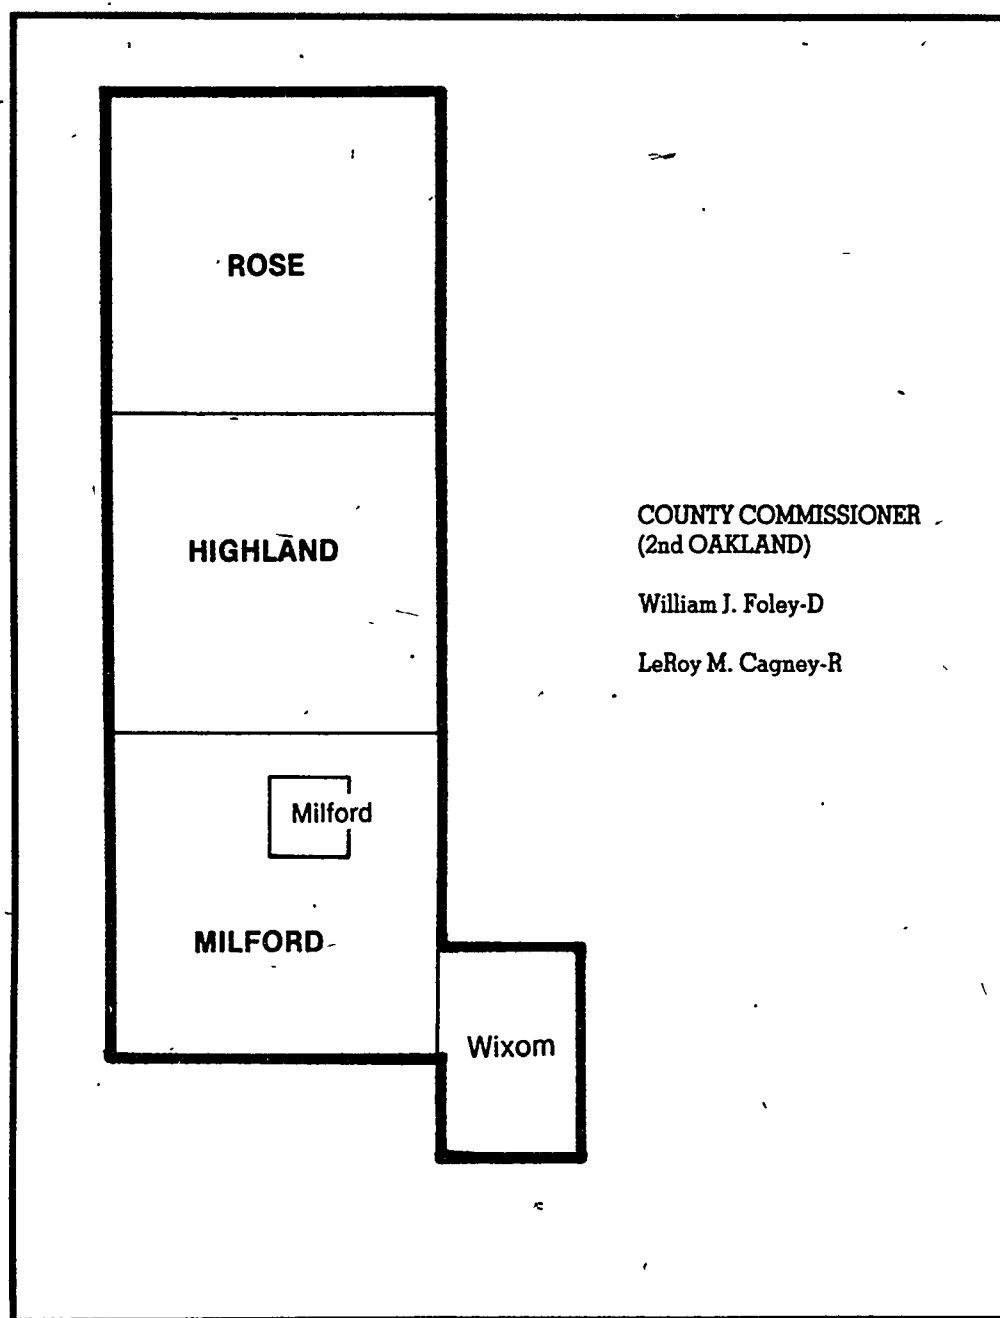 ROSE
HIGHLAND
COUNTY COMMISSIONER
(2nd OAKLAND)
William J. Foley-D
LeRoy M. Cagney-R
Milford
MILFORD
Wixom